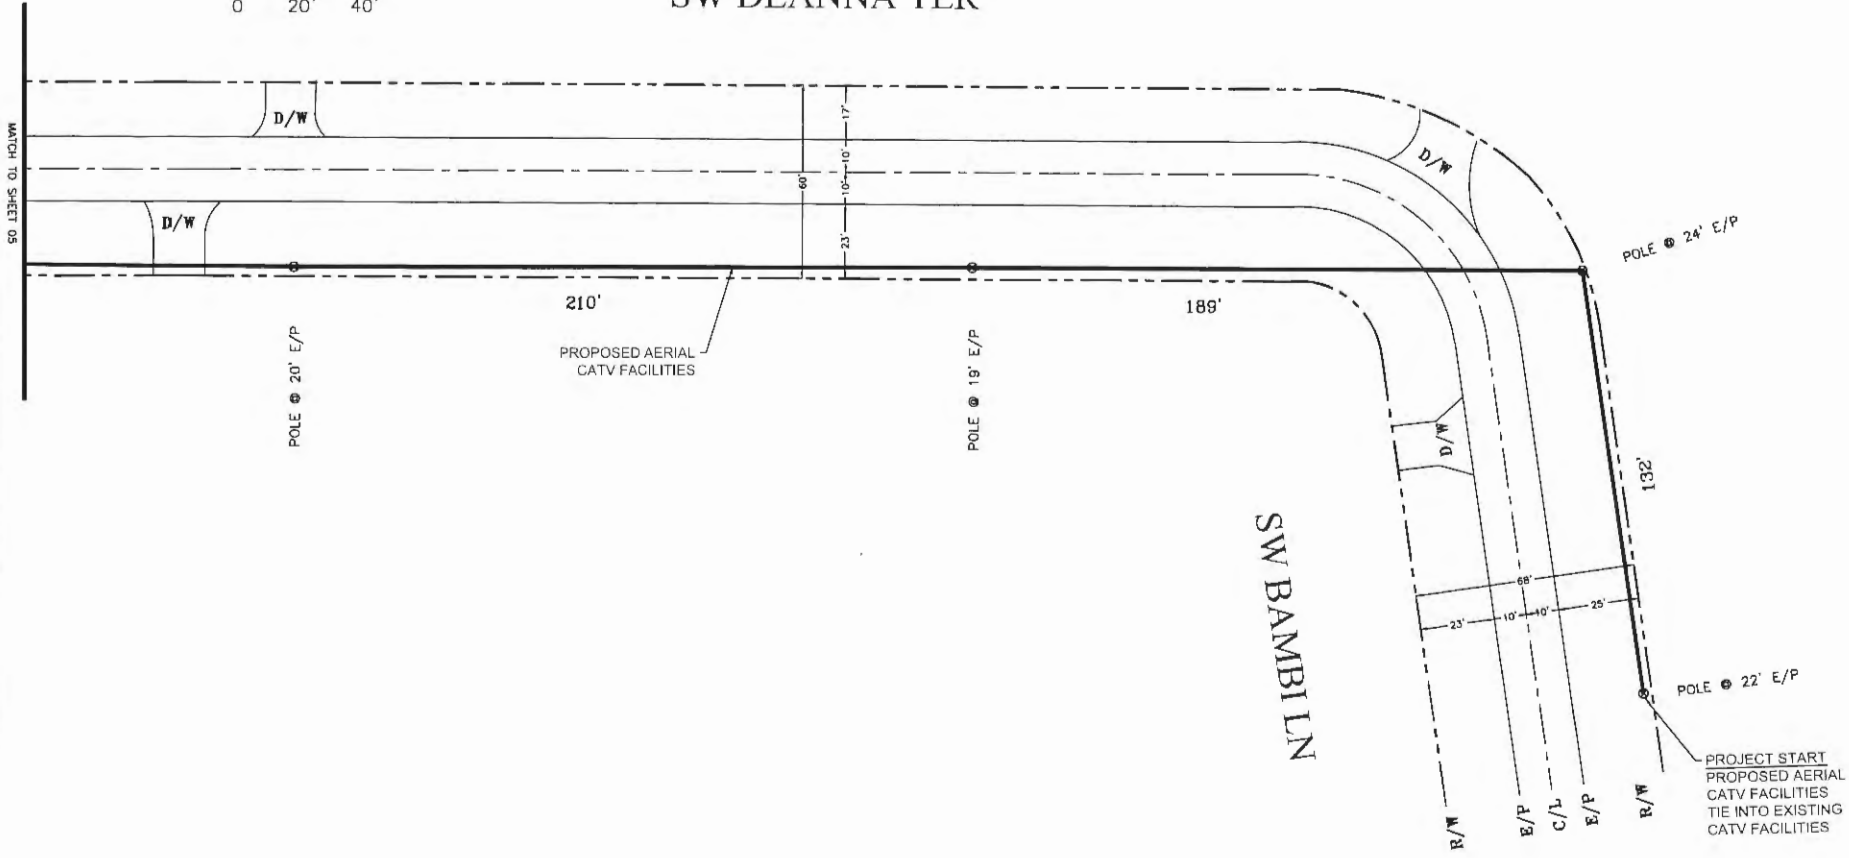 0 20' 40'
SW DEANNA TER
MATCH TO SHEET 05
D/W
D/W
60'
17'
10'
10'
23'
D/W
POLE @ 24' E/P
210'
189'
PROPOSED AERIAL
CATV FACILITIES
POLE @ 20' E/P
POLE @ 19' E/P
D/W
132'
SW BAMBI LN
68'
23'
10'
10'
25'
POLE @ 22' E/P
PROJECT START
PROPOSED AERIAL
CATV FACILITIES
TIE INTO EXISTING
CATV FACILITIES
R/W
E/P
C/L
E/P
R/W